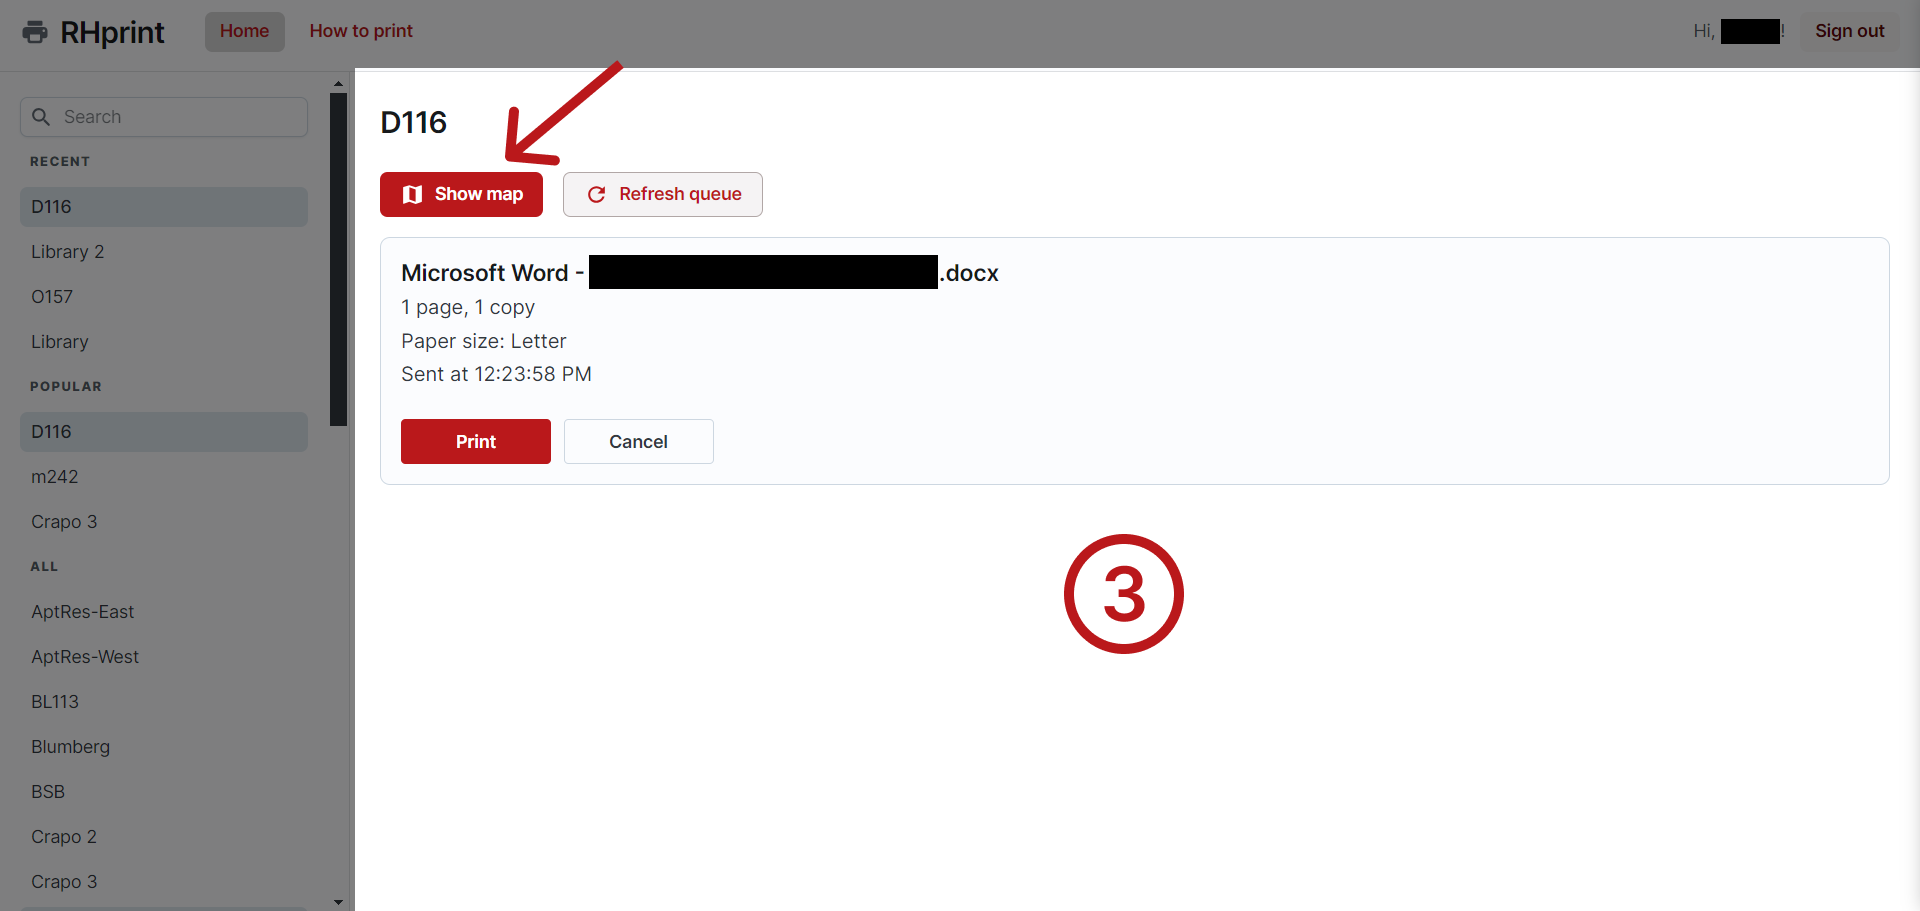 RHprint
Home
How to print
Hi, !
Sign out
Search
RECENT
D116
Library 2
O157
Library
POPULAR
D116
m242
Crapo 3
ALL
AptRes-East
AptRes-West
BL113
Blumberg
BSB
Crapo 2
Crapo 3
D116
Show map
Refresh queue
Microsoft Word - .docx
1 page, 1 copy
Paper size: Letter
Sent at 12:23:58 PM
Print
Cancel
3